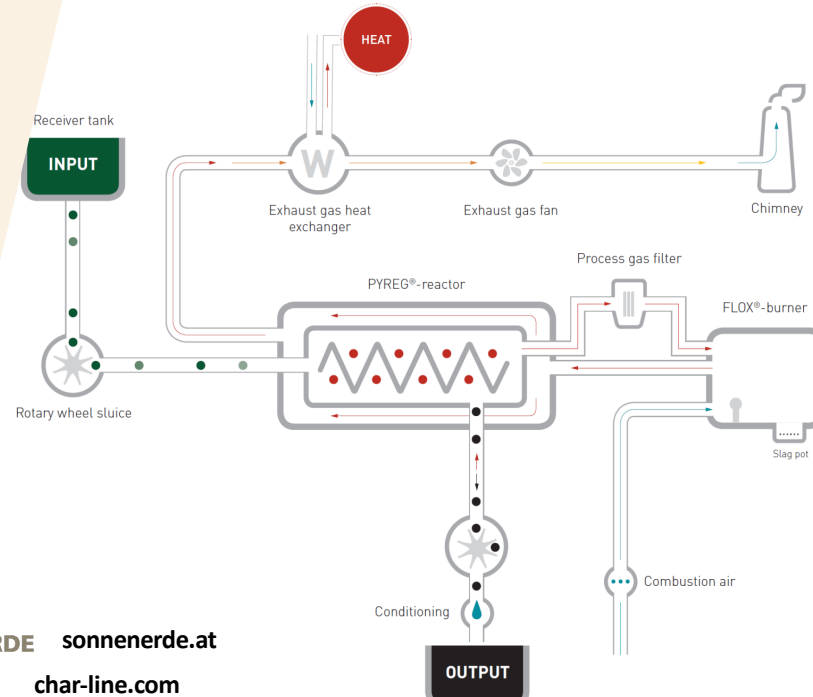 HEAT
Receiver tank
INPUT
W
Exhaust gas heat
exchanger
Exhaust gas fan
Chimney
Process gas filter
PYREG®-reactor
FLOX®-burner
Rotary wheel sluice
Slag pot
Combustion air
Conditioning
RDE sonnenerde.at
OUTPUT
char-line.com